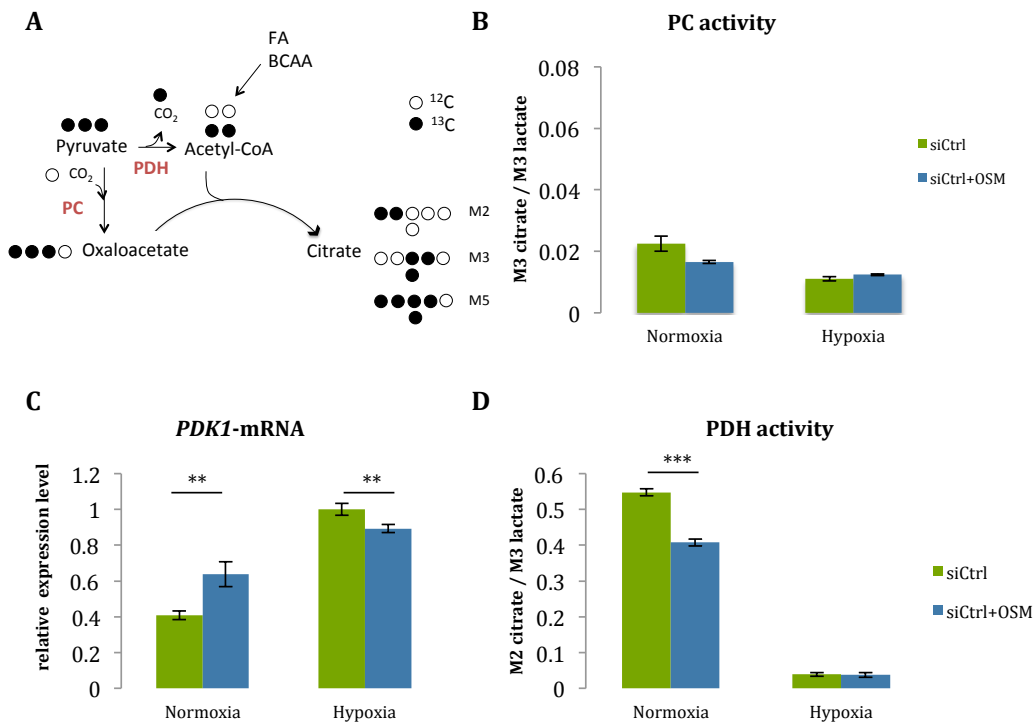 A
FA
BCAA
CO2
Pyruvate
Acetyl-CoA
PDH
CO2
PC
Oxaloacetate
Citrate
12C
13C
M2
M3
M5
B
PC activity
M3 citrate / M3 lactate
0.08
0.06
0.04
0.02
0
Normoxia
Hypoxia
siCtrl
siCtrl+OSM
C
PDK1-mRNA
relative expression level
1.2
1
0.8
0.6
0.4
0.2
0
**
**
Normoxia
Hypoxia
D
PDH activity
M2 citrate / M3 lactate
0.6
0.5
0.4
0.3
0.2
0.1
0
***
Normoxia
Hypoxia
siCtrl
siCtrl+OSM